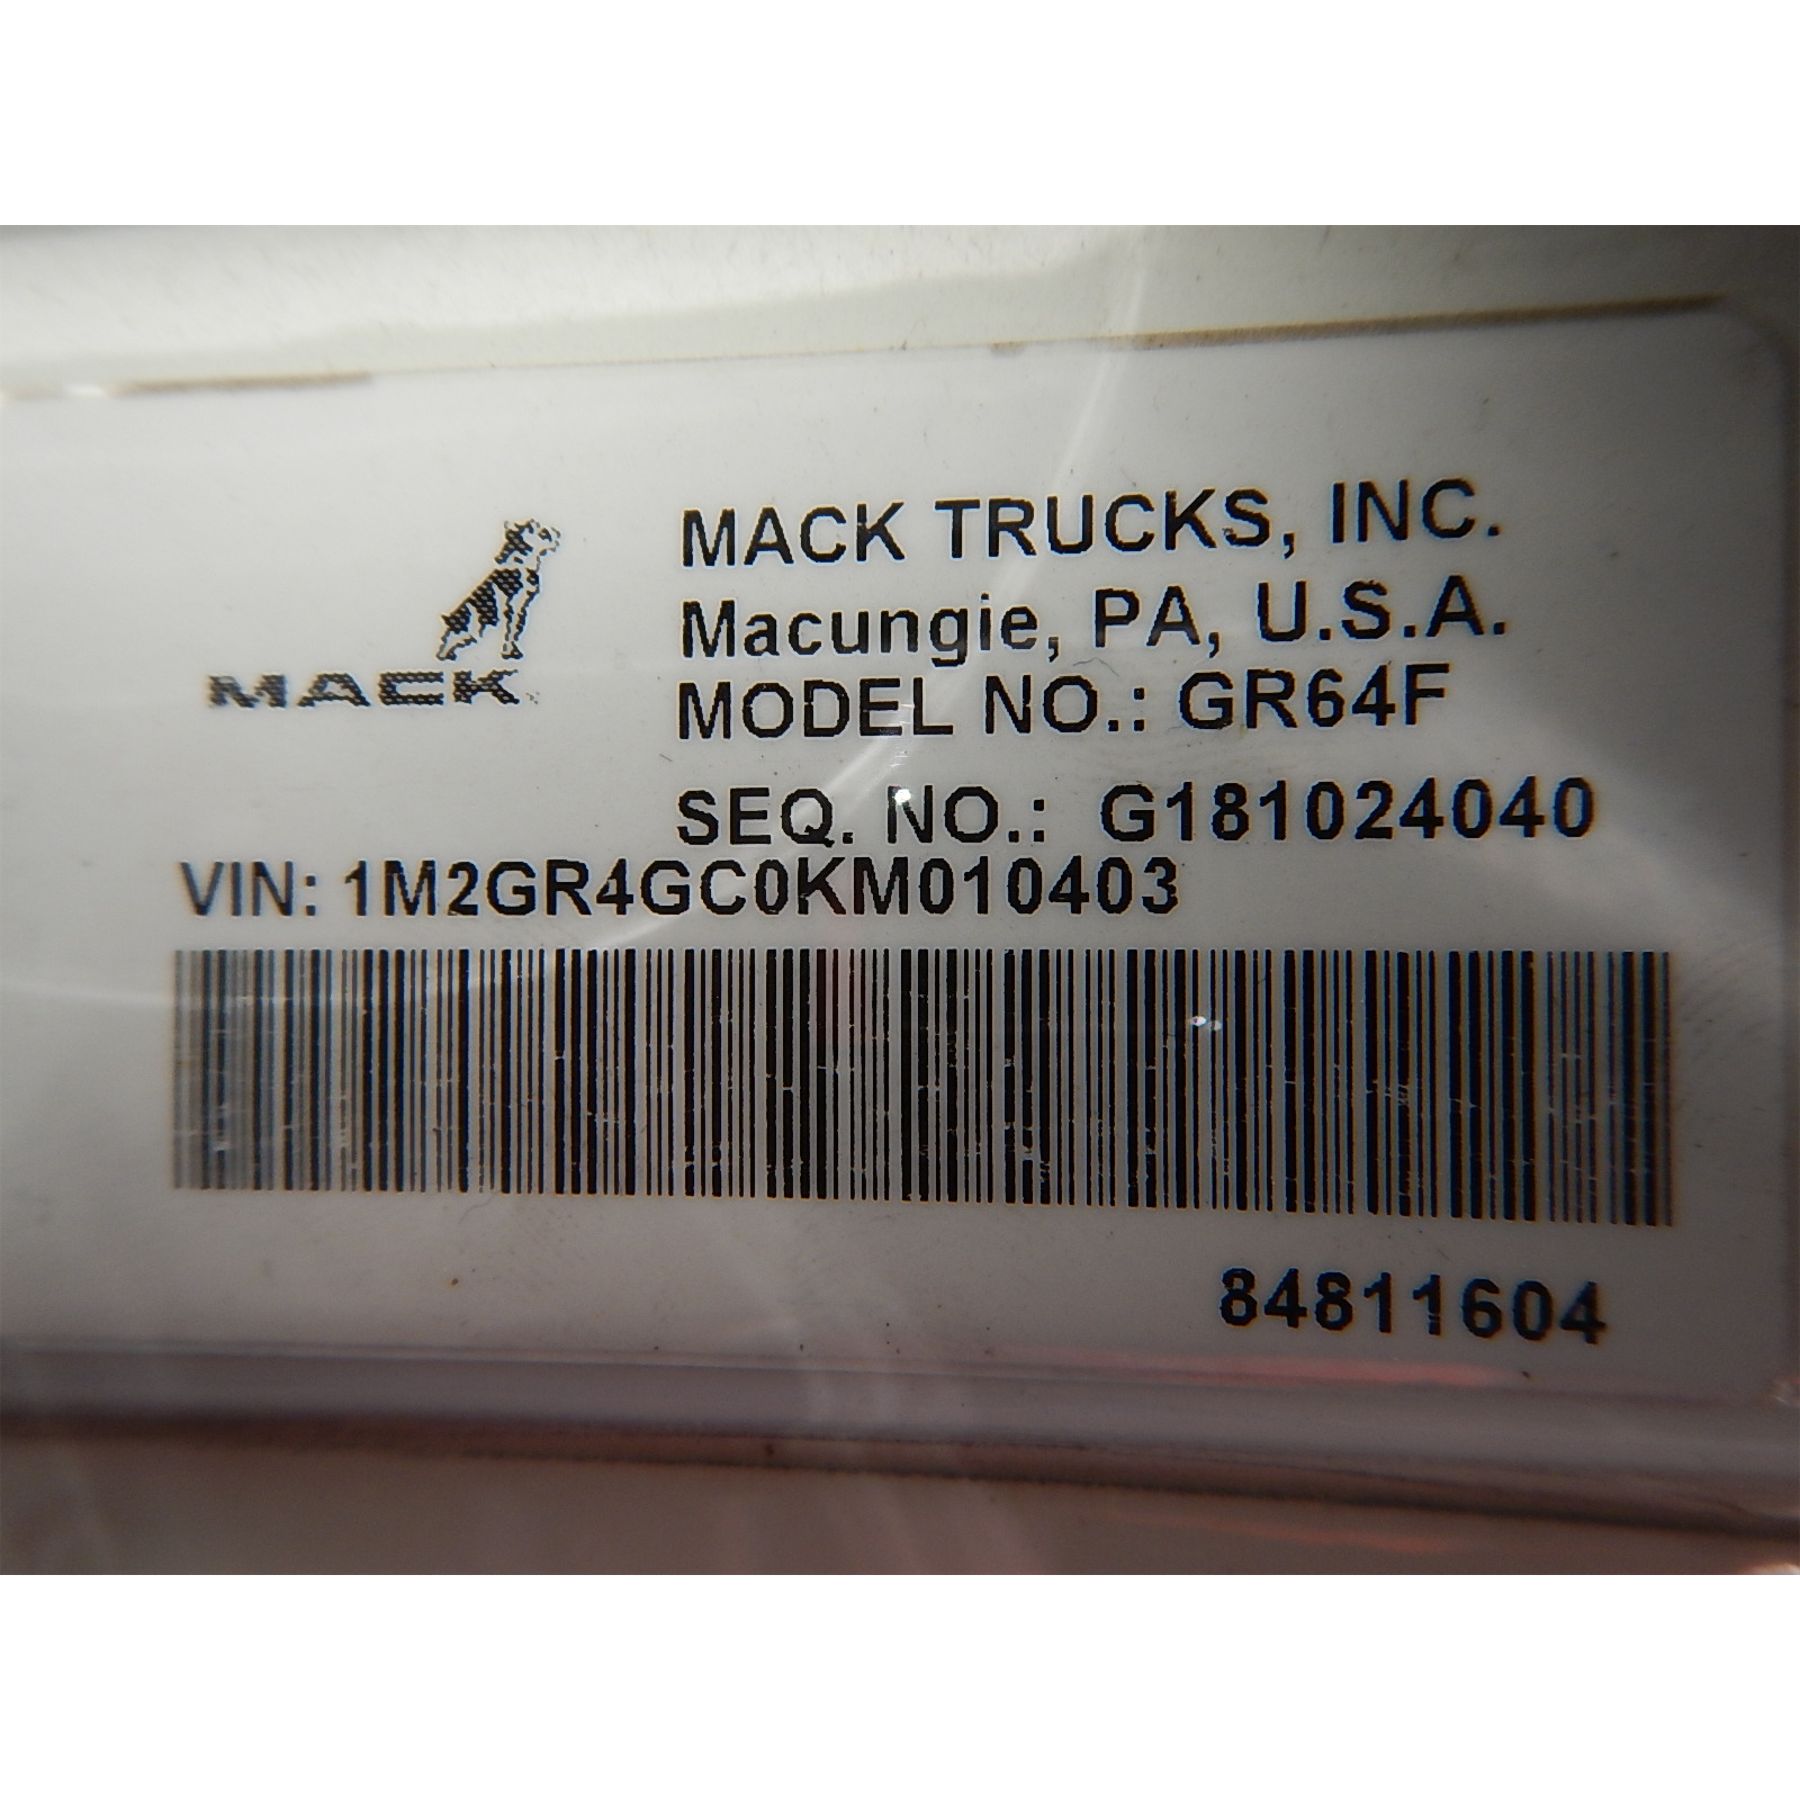 MACK
MACK TRUCKS, INC.
Macungie, PA, U.S.A.
MODEL NO.: GR64F
SEQ. NO.: G181024040
VIN: 1M2GR4GC0KM010403
84811604